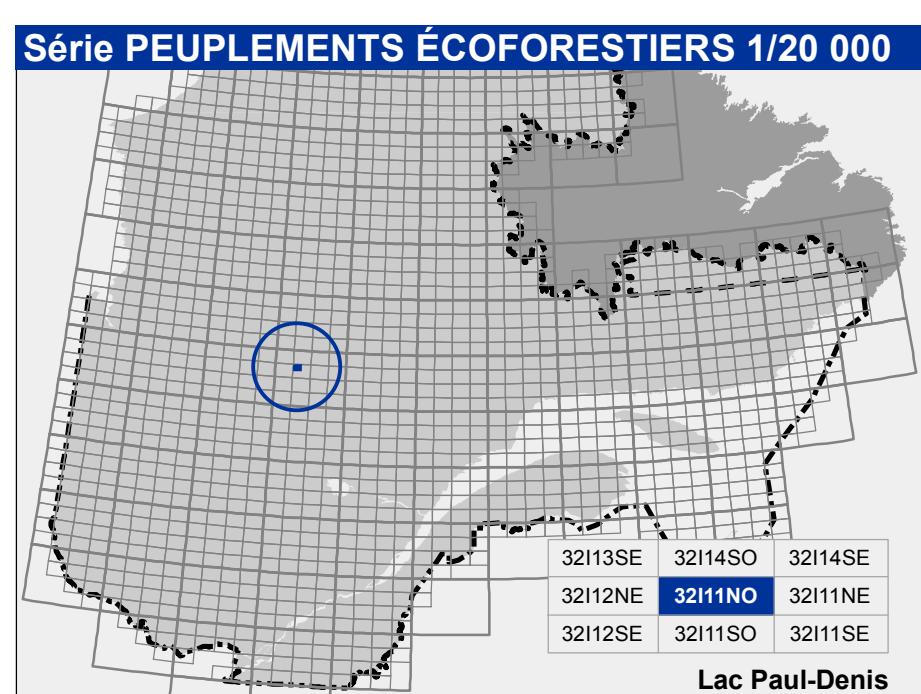 Série PEUPLEMENTS ÉCOFORESTIERS 1/20 000
32I13SE 32I14SO 32I14SE
32I12NE 32I11NO 32I11NE
32I12SE 32I11SO 32I11SE
Lac Paul-Denis